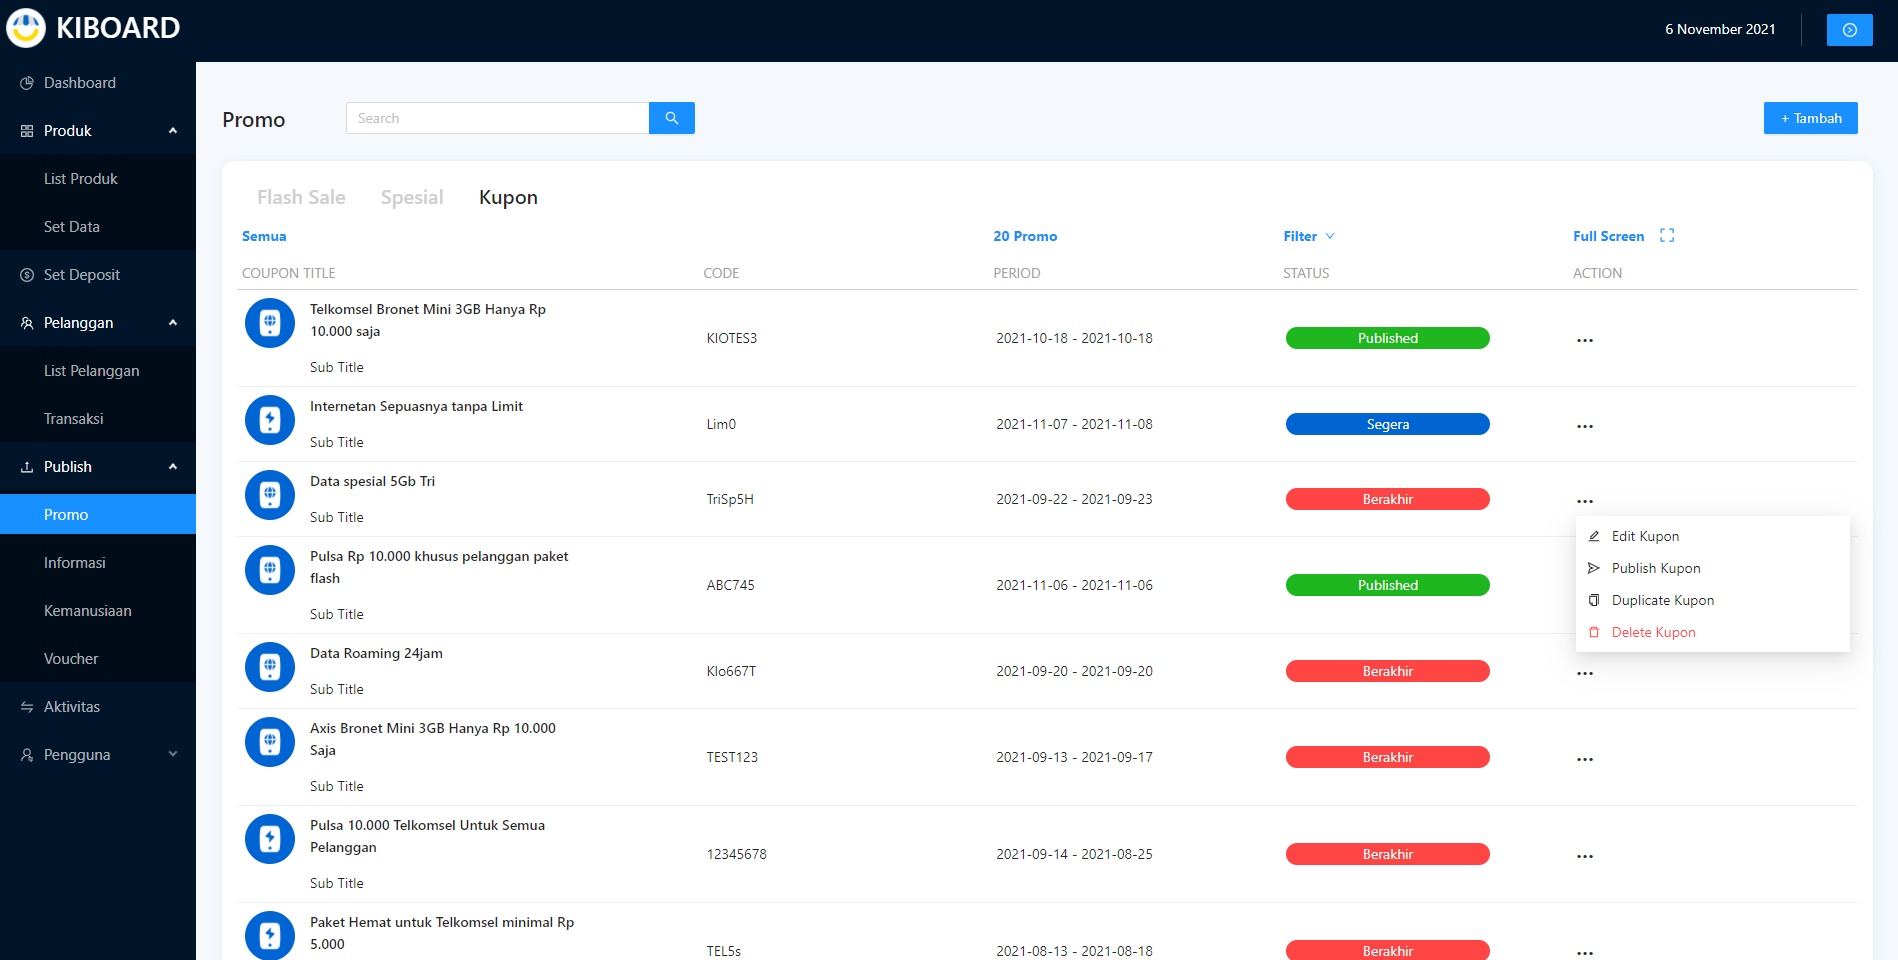 KIBOARD
6 November 2021
Dashboard
Produk
List Produk
Set Data
Set Deposit
Pelanggan
List Pelanggan
Transaksi
Publish
Promo
Informasi
Kemanusiaan
Voucher
Aktivitas
Pengguna
Promo
Search
+ Tambah
Flash Sale Spesial Kupon
Semua 20 Promo Filter Full Screen
COUPON TITLE CODE PERIOD STATUS ACTION
Telkomsel Bronet Mini 3GB Hanya Rp
10.000 saja
Sub Title
KIOTES3 2021-10-18 - 2021-10-18 Published ...
Internetan Sepuasnya tanpa Limit
Sub Title
Lim0 2021-11-07 - 2021-11-08 Segera ...
Data spesial 5Gb Tri
Sub Title
TriSp5H 2021-09-22 - 2021-09-23 Berakhir ...
Edit Kupon
Publish Kupon
Duplicate Kupon
Delete Kupon
Pulsa Rp 10.000 khusus pelanggan paket
flash
Sub Title
ABC745 2021-11-06 - 2021-11-06 Published
Data Roaming 24jam
Sub Title
KIo667T 2021-09-20 - 2021-09-20 Berakhir ...
Axis Bronet Mini 3GB Hanya Rp 10.000
Saja
Sub Title
TEST123 2021-09-13 - 2021-09-17 Berakhir ...
Pulsa 10.000 Telkomsel Untuk Semua
Pelanggan
Sub Title
12345678 2021-09-14 - 2021-08-25 Berakhir ...
Paket Hemat untuk Telkomsel minimal Rp
5.000
TEL5s 2021-08-13 - 2021-08-18 Berakhir ...